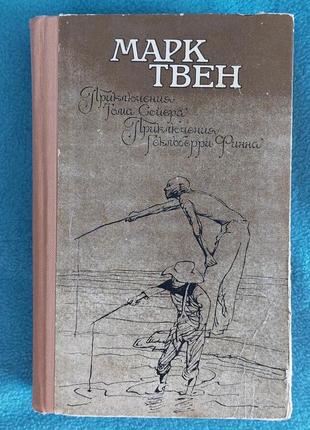 МАРК
ТВЕН
Приключения
Тома Сойера
Приключения
Гекльберри Финна